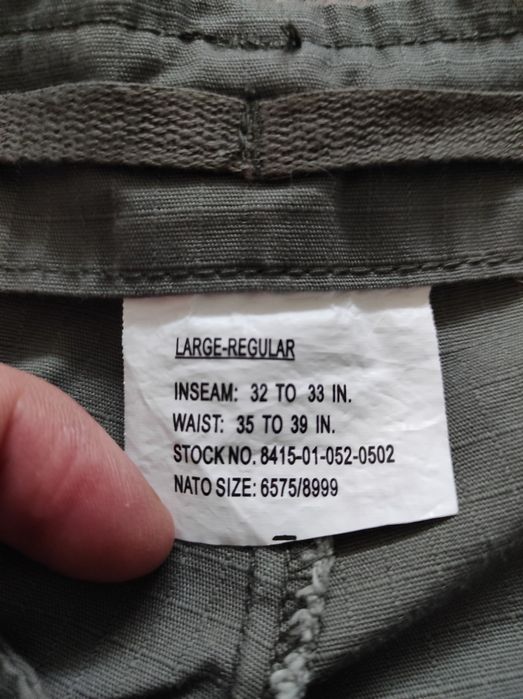 LARGE-REGULAR
INSEAM: 32 TO 33 IN.
WAIST: 35 TO 39 IN.
STOCK NO. 8415-01-052-0502
NATO SIZE: 6575/8999